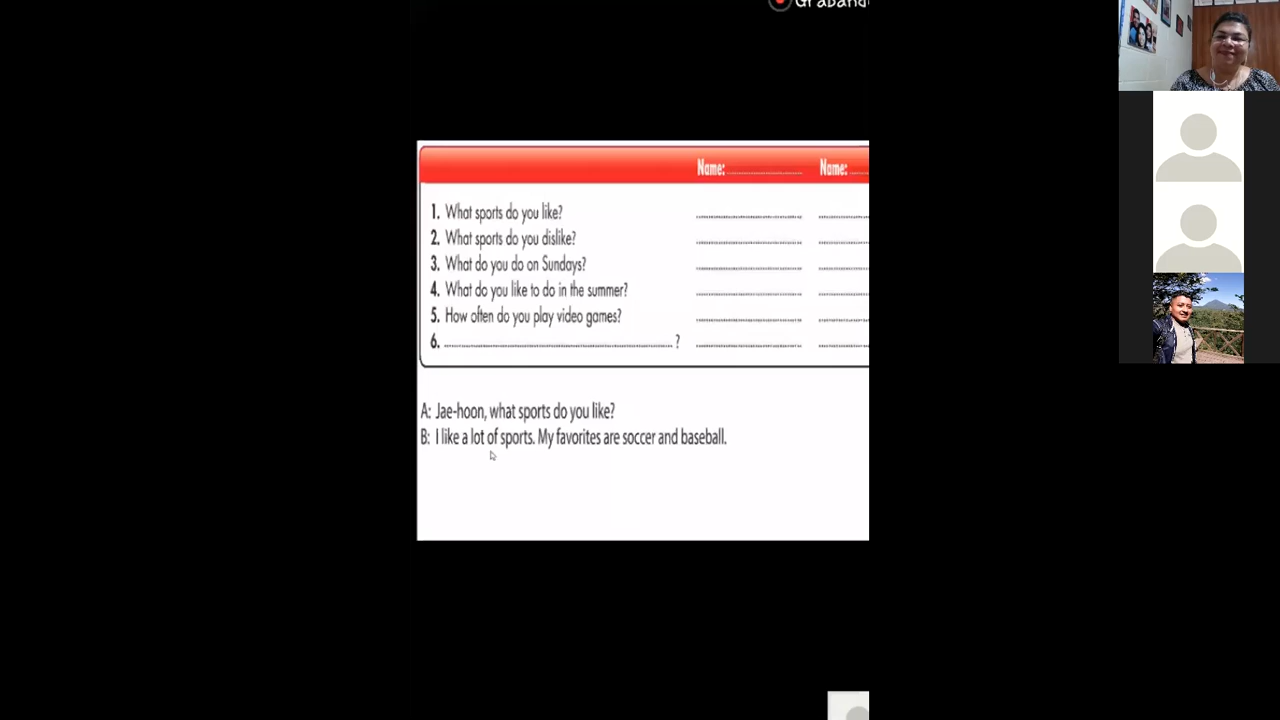 Grabando
Name: Name:
1. What sports do you like?
2. What sports do you dislike?
3. What do you do on Sundays?
4. What do you like to do in the summer?
5. How often do you play video games?
6. ?
A: Jae-hoon, what sports do you like?
B: I like a lot of sports. My favorites are soccer and baseball.